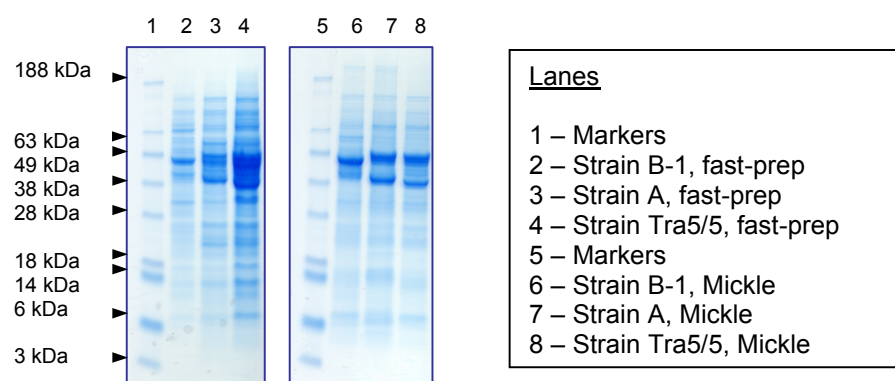 1 2 3 4 5 6 7 8
188 kDa
63 kDa
49 kDa
38 kDa
28 kDa
18 kDa
14 kDa
6 kDa
3 kDa
Lanes
1 – Markers
2 – Strain B-1, fast-prep
3 – Strain A, fast-prep
4 – Strain Tra5/5, fast-prep
5 – Markers
6 – Strain B-1, Mickle
7 – Strain A, Mickle
8 – Strain Tra5/5, Mickle